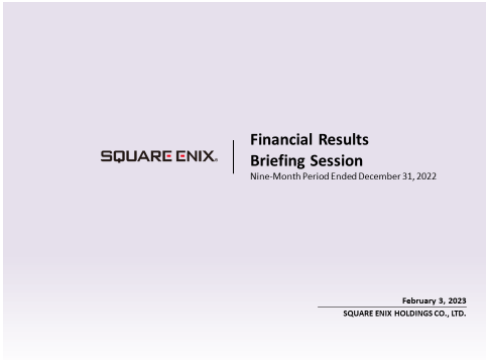 SQUARE ENIX.
Financial Results
Briefing Session
Nine-Month Period Ended December 31, 2022
February 3, 2023
SQUARE ENIX HOLDINGS CO., LTD.